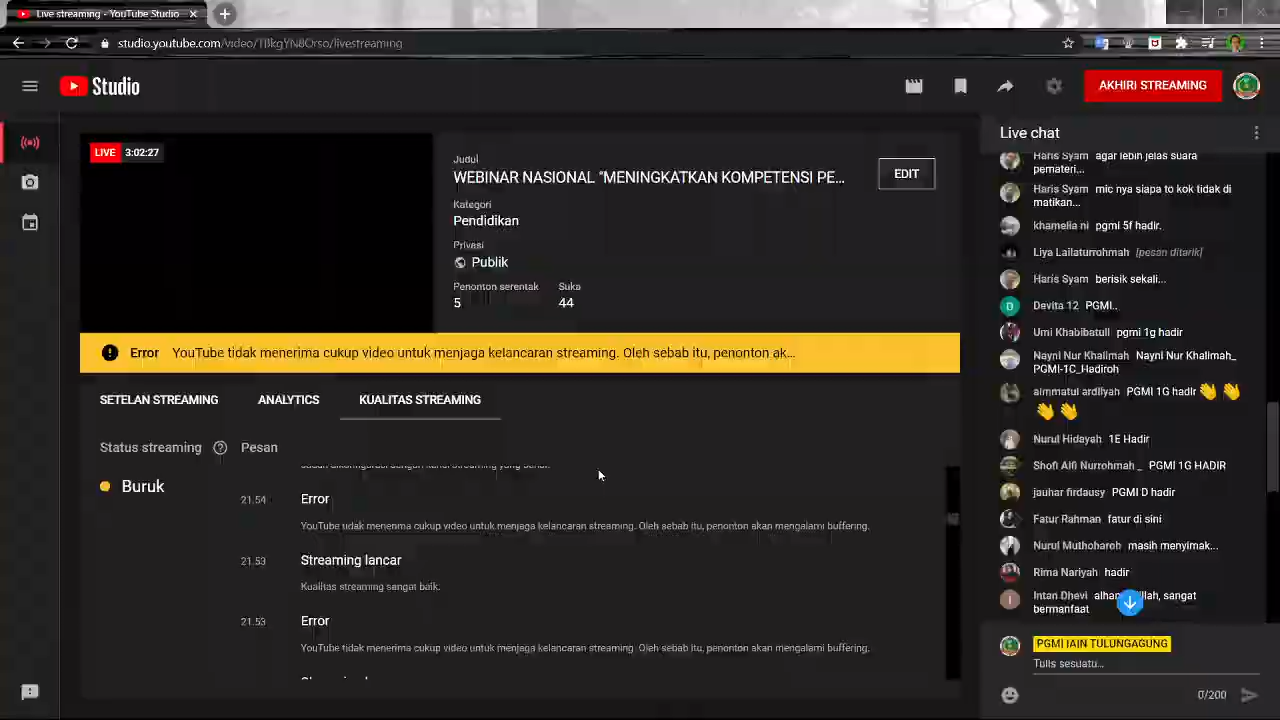 Live streaming - YouTube Studio
studio.youtube.com/video/TBkgYN8Orso/livestreaming
Studio
AKHIRI STREAMING
LIVE 3:02:27
Judul
WEBINAR NASIONAL "MENINGKATKAN KOMPETENSI PE...
EDIT
Kategori
Pendidikan
Privasi
Publik
Penonton serentak Suka
5 44
Error YouTube tidak menerima cukup video untuk menjaga kelancaran streaming. Oleh sebab itu, penonton ak...
SETELAN STREAMING ANALYTICS KUALITAS STREAMING
Status streaming Pesan
Buruk
21.54 Error
YouTube tidak menerima cukup video untuk menjaga kelancaran streaming. Oleh sebab itu, penonton akan mengalami buffering.
21.53 Streaming lancar
Kualitas streaming sangat baik.
21.53 Error
YouTube tidak menerima cukup video untuk menjaga kelancaran streaming. Oleh sebab itu, penonton akan mengalami buffering.
Live chat
Haris Syam agar lebih jelas suara
pemateri...
Haris Syam mic nya siapa to kok tidak di
matikan...
khamelia ni pgmi 5f hadir.
Liya Lailaturrohmah [pesan ditarik]
Haris Syam berisik sekali...
D Devita 12 PGMI..
Umi Khabibatull pgmi 1g hadir
Nayni Nur Khalimah Nayni Nur Khalimah_
PGMI-1C_Hadiroh
aimmatul ardliyah PGMI 1G hadir 👋 👋
👋 👋
Nurul Hidayah 1E Hadir
Shofi Alfi Nurrohmah _ PGMI 1G HADIR
jauhar firdausy PGMI D hadir
Fatur Rahman fatur di sini
Nurul Muthoharoh masih menyimak...
Rima Nariyah hadir
I Intan Dhevi sangat
bermanfaat
PGMI IAIN TULUNGAGUNG
Tulis sesuatu...
0/200